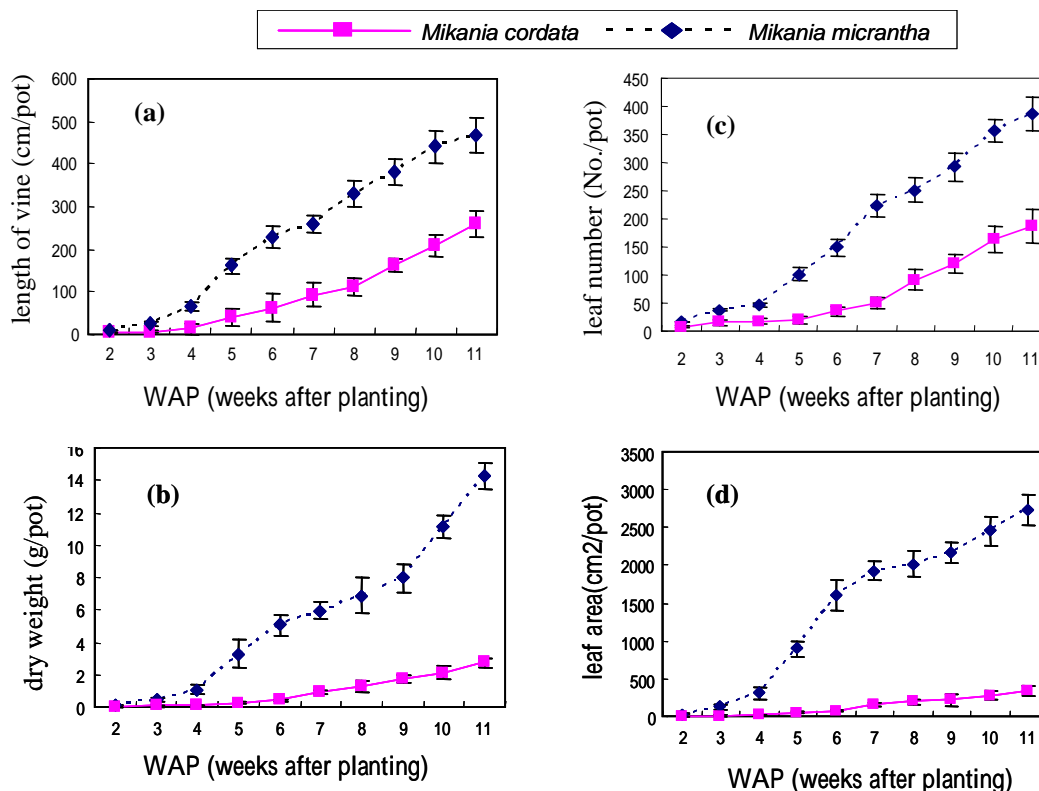 Mikania cordata Mikania micrantha
(a)
length of vine (cm/pot)
600
500
400
300
200
100
0
2 3 4 5 6 7 8 9 10 11
WAP (weeks after planting)
(c)
leaf number (No./pot)
450
400
350
300
250
200
150
100
50
0
2 3 4 5 6 7 8 9 10 11
WAP (weeks after planting)
(b)
dry weight (g/pot)
16
14
12
10
8
6
4
2
0
2 3 4 5 6 7 8 9 10 11
WAP (weeks after planting)
(d)
leaf area(cm2/pot)
3500
3000
2500
2000
1500
1000
500
0
2 3 4 5 6 7 8 9 10 11
WAP (weeks after planting)